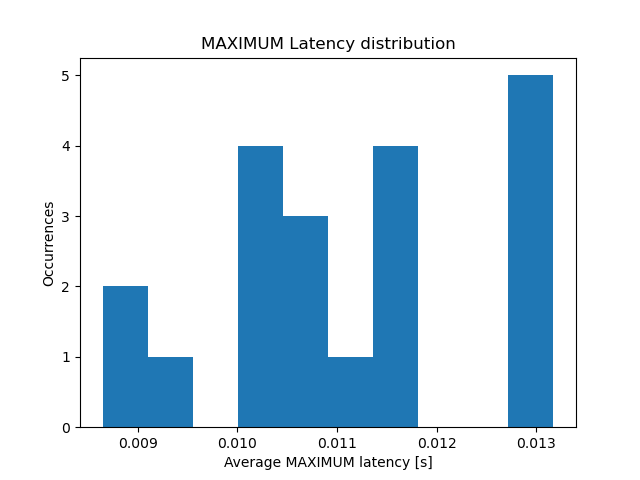 MAXIMUM Latency distribution
5
4
3
2
1
0
Occurrences
0.009 0.010 0.011 0.012 0.013
Average MAXIMUM latency [s]